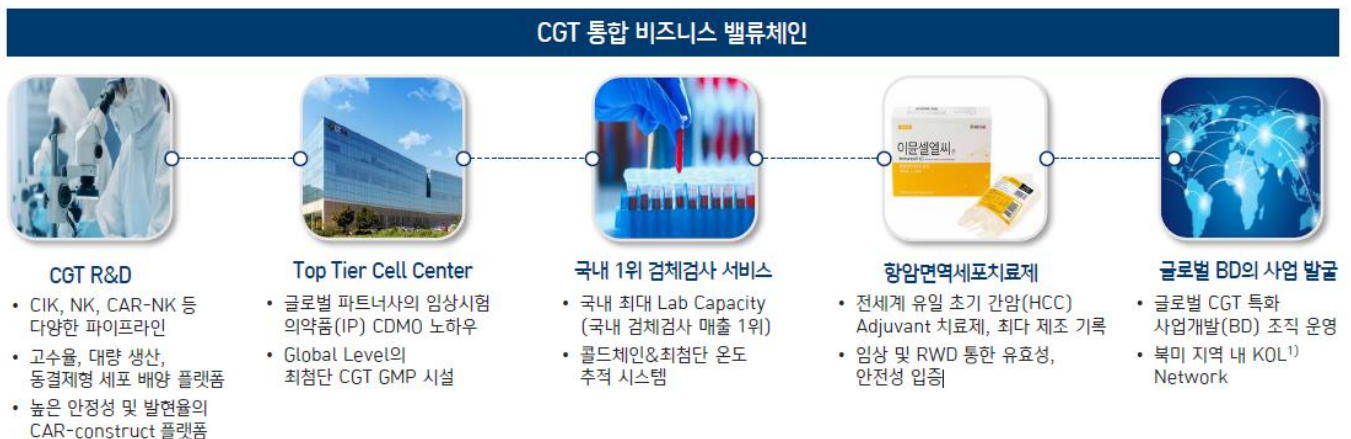 CGT 통합 비즈니스 밸류체인
이뮨셀엘씨
CGT R&D
• CIK, NK, CAR-NK 등
다양한 파이프라인
• 고수율, 대량 생산,
동결제형 세포 배양 플랫폼
• 높은 안정성 및 발현율의
CAR-construct 플랫폼
Top Tier Cell Center
• 글로벌 파트너사의 임상시험
의약품(IP) CDMO 노하우
• Global Level의
최첨단 CGT GMP 시설
국내 1위 검체검사 서비스
• 국내 최대 Lab Capacity
(국내 검체검사 매출 1위)
• 콜드체인&최첨단 온도
추적 시스템
항암면역세포치료제
• 전세계 유일 초기 간암(HCC)
Adjuvant 치료제, 최다 제조 기록
• 임상 및 RWD 통한 유효성,
안전성 입증
글로벌 BD의 사업 발굴
• 글로벌 CGT 특화
사업개발(BD) 조직 운영
• 북미 지역 내 KOL1)
Network